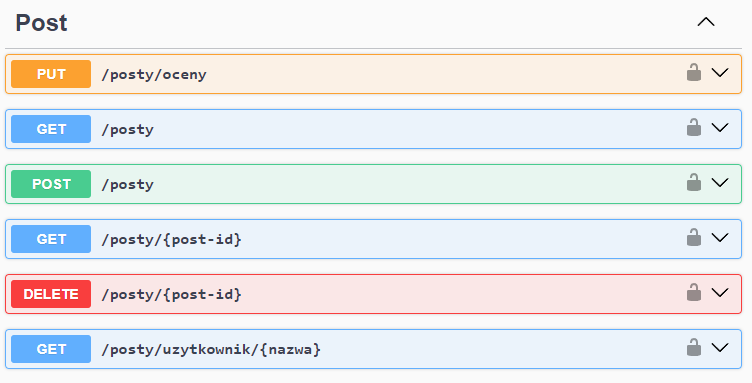 Post
PUT /posty/oceny
GET /posty
POST /posty
GET /posty/{post-id}
DELETE /posty/{post-id}
GET /posty/uzytkownik/{nazwa}